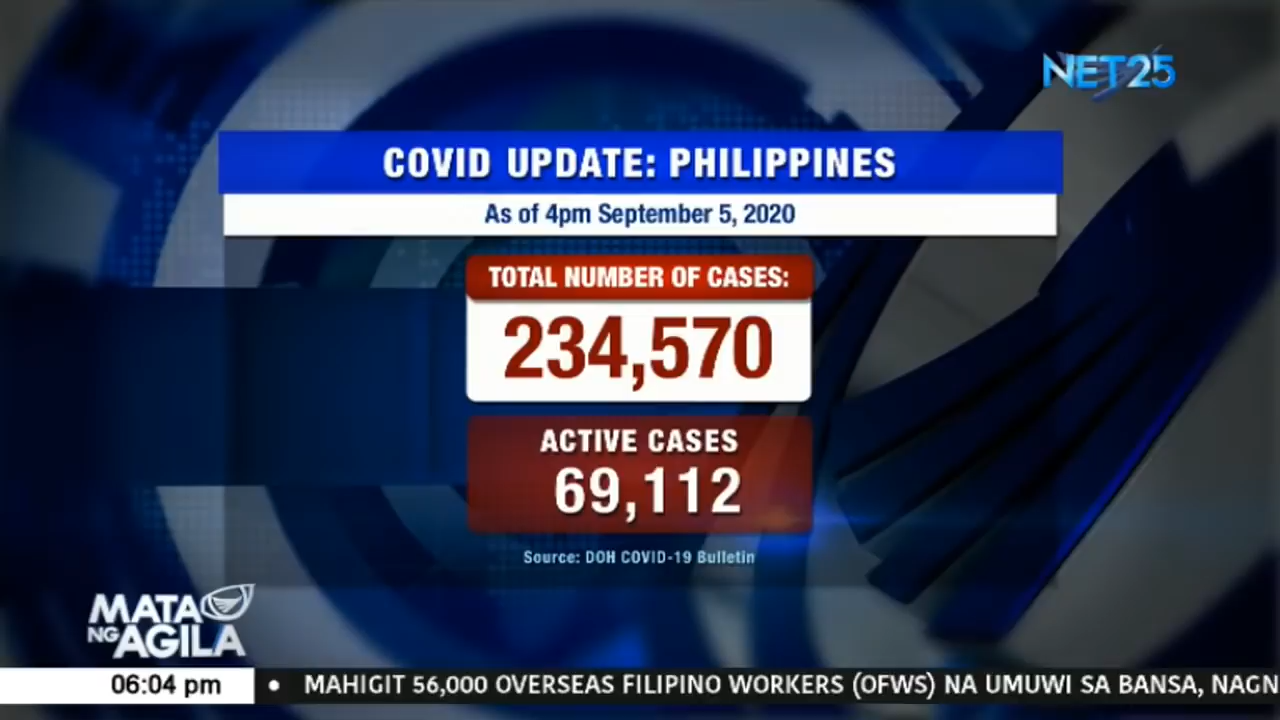 NET25
COVID UPDATE: PHILIPPINES
As of 4pm September 5, 2020
TOTAL NUMBER OF CASES:
234,570
ACTIVE CASES
69,112
Source: DOH COVID-19 Bulletin
MATA
NG AGILA
06:04 pm • MAHIGIT 56,000 OVERSEAS FILIPINO WORKERS (OFWS) NA UMUWI SA BANSA, NAGN